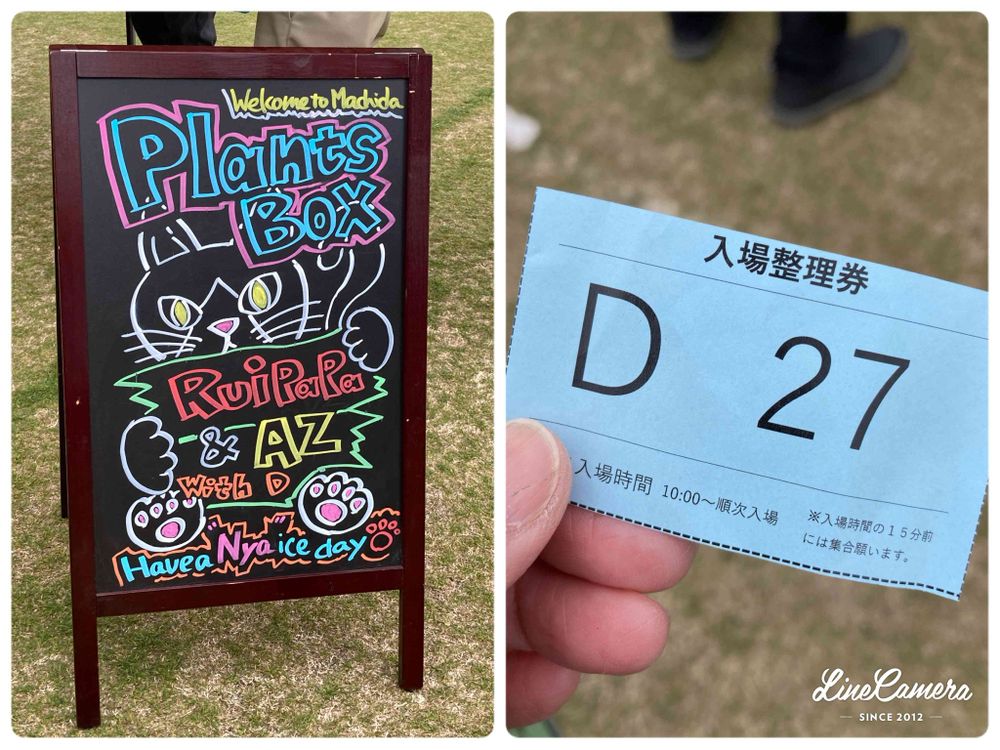 Welcome to Machida
Plants
Box
RuiPaPa
& AZ
With D
Have a "Nya"ice day
入場整理券
D 27
入場時間 10:00～順次入場
※入場時間の15分前
には集合願います。
LineCamera
SINCE 2012